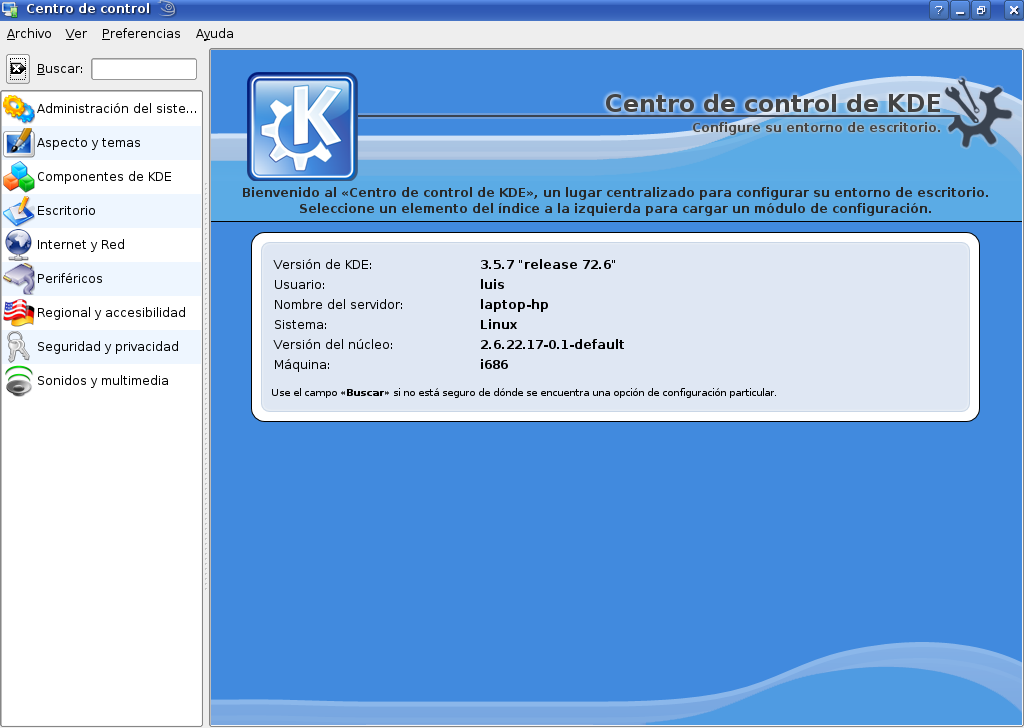 Centro de control
Archivo Ver Preferencias Ayuda
Buscar:
Administración del siste...
Aspecto y temas
Componentes de KDE
Escritorio
Internet y Red
Periféricos
Regional y accesibilidad
Seguridad y privacidad
Sonidos y multimedia
Centro de control de KDE
Configure su entorno de escritorio.
Bienvenido al «Centro de control de KDE», un lugar centralizado para configurar su entorno de escritorio.
Seleccione un elemento del índice a la izquierda para cargar un módulo de configuración.
Versión de KDE: 3.5.7 "release 72.6"
Usuario: luis
Nombre del servidor: laptop-hp
Sistema: Linux
Versión del núcleo: 2.6.22.17-0.1-default
Máquina: i686
Use el campo «Buscar» si no está seguro de dónde se encuentra una opción de configuración particular.